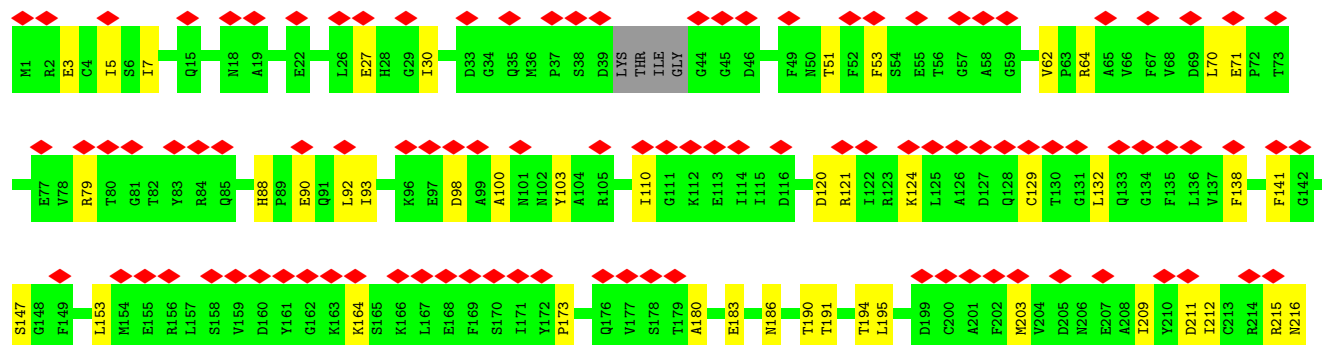 M1 R2 E3 C4 I5 S6 I7 Q15 N18 A19 E22 L26 E27 H28 G29 I30 D33 G34 Q35 M36 P37 S38 D39 LYS THR ILE GLY G44 G45 D46 F49 N50 T51 F52 F53 S54 E55 T56 G57 A58 G59 V62 P63 R64 A65 V66 F67 V68 D69 L70 E71 P72 T73
E77 V78 R79 T80 G81 T82 Y83 R84 Q85 H88 P89 E90 Q91 L92 I93 K96 E97 D98 A99 A100 N101 N102 Y103 A104 R105 I110 G111 K112 E113 I114 I115 D116 D120 R121 I122 R123 K124 L125 A126 D127 Q128 C129 T130 G131 L132 Q133 G134 F135 L136 V137 F138 F141 G142
S147 G148 F149 L153 M154 E155 R156 L157 S158 V159 D160 Y161 G162 K163 K164 S165 K166 L167 E168 F169 S170 I171 Y172 P173 Q176 V177 S178 T179 A180 E183 N186 T190 T191 T194 L195 D199 C200 A201 F202 M203 V204 D205 N206 E207 A208 I209 Y210 D211 I212 C213 R214 R215 N216